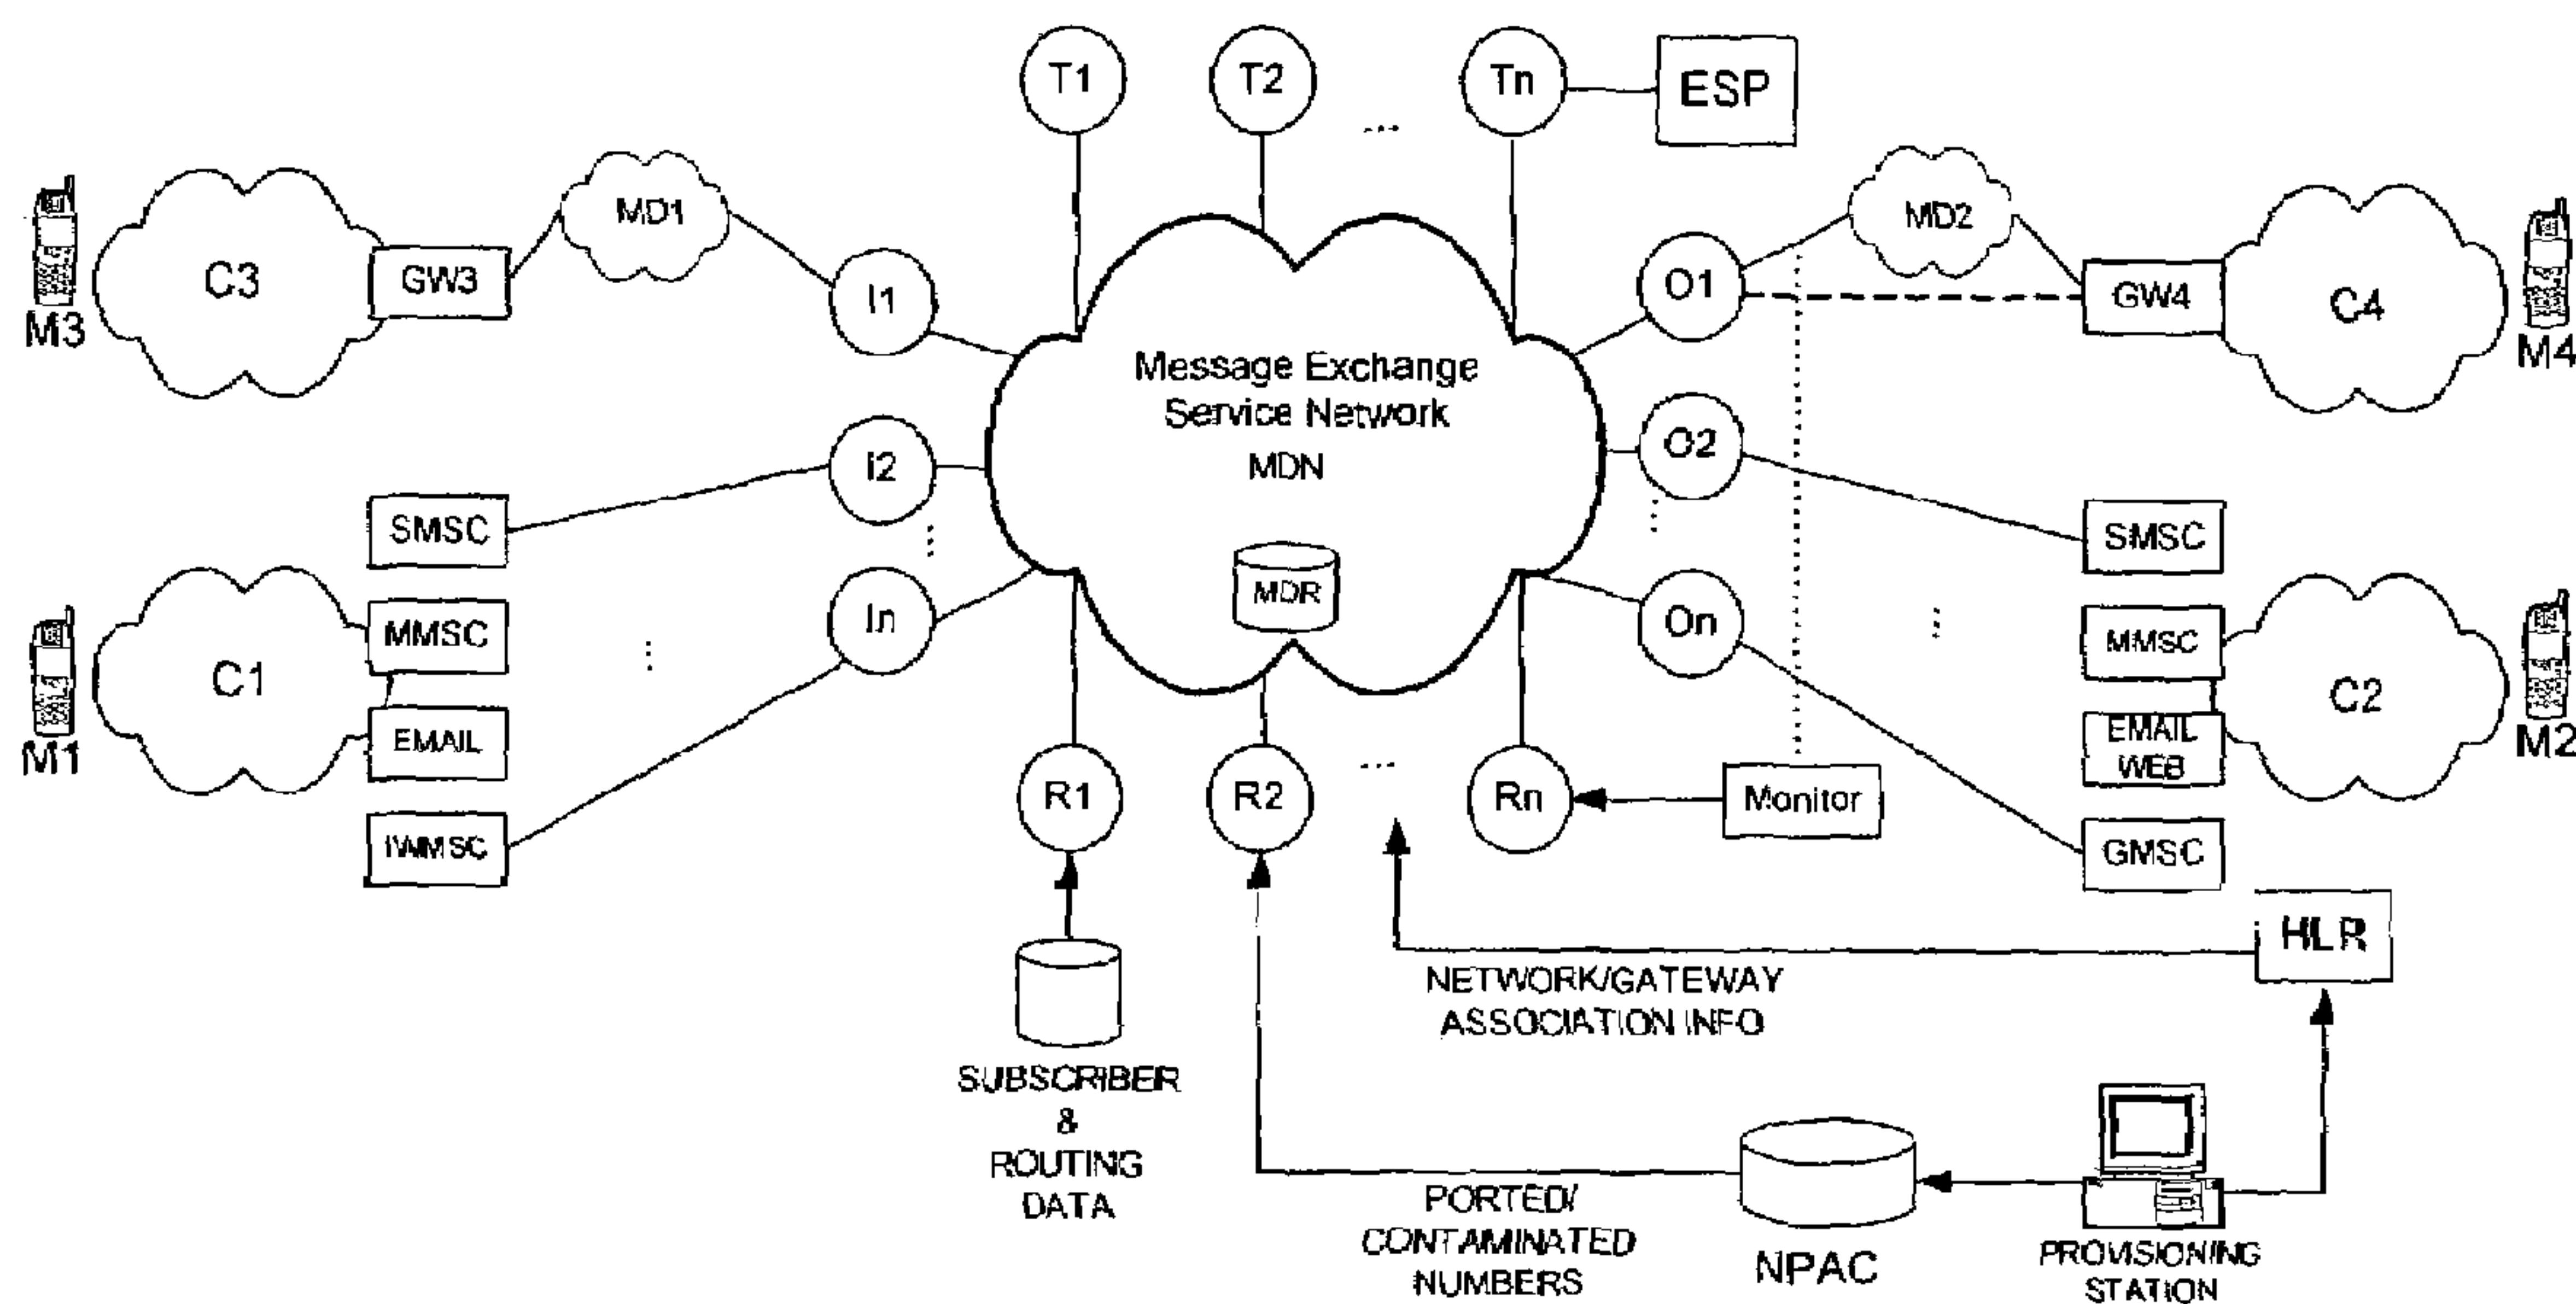 T1
T2
Tn
ESP
M3
C3
GW3
MD1
I1
O1
MD2
GW4
C4
M4
Message Exchange
Service Network
MDN
I2
O2
SMSC
SMSC
MDR
M1
C1
MMSC
In
On
MMSC
C2
M2
EMAIL
EMAIL
WEB
IWMSC
R1
R2
Rn
Monitor
GMSC
HLR
NETWORK/GATEWAY
ASSOCIATION INFO
SUBSCRIBER
&
ROUTING
DATA
PORTED/
CONTAMINATED
NUMBERS
NPAC
PROVISIONING
STATION